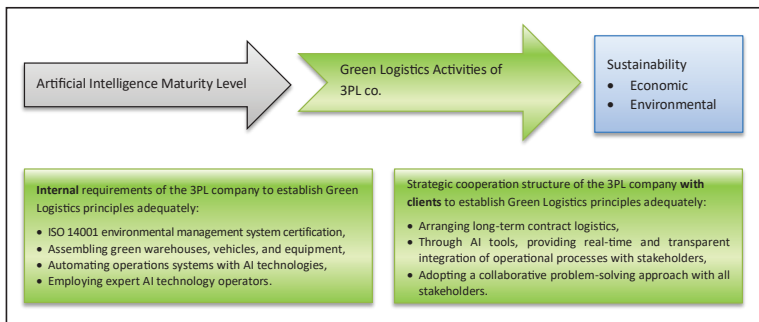 Artificial Intelligence Maturity Level
Green Logistics Activities of
3PL co.
Sustainability
• Economic
• Environmental
Internal requirements of the 3PL company to establish Green
Logistics principles adequately:
• ISO 14001 environmental management system certification,
• Assembling green warehouses, vehicles, and equipment,
• Automating operations systems with AI technologies,
• Employing expert AI technology operators.
Strategic cooperation structure of the 3PL company with
clients to establish Green Logistics principles adequately:
• Arranging long-term contract logistics,
• Through AI tools, providing real-time and transparent
integration of operational processes with stakeholders,
• Adopting a collaborative problem-solving approach with all
stakeholders.